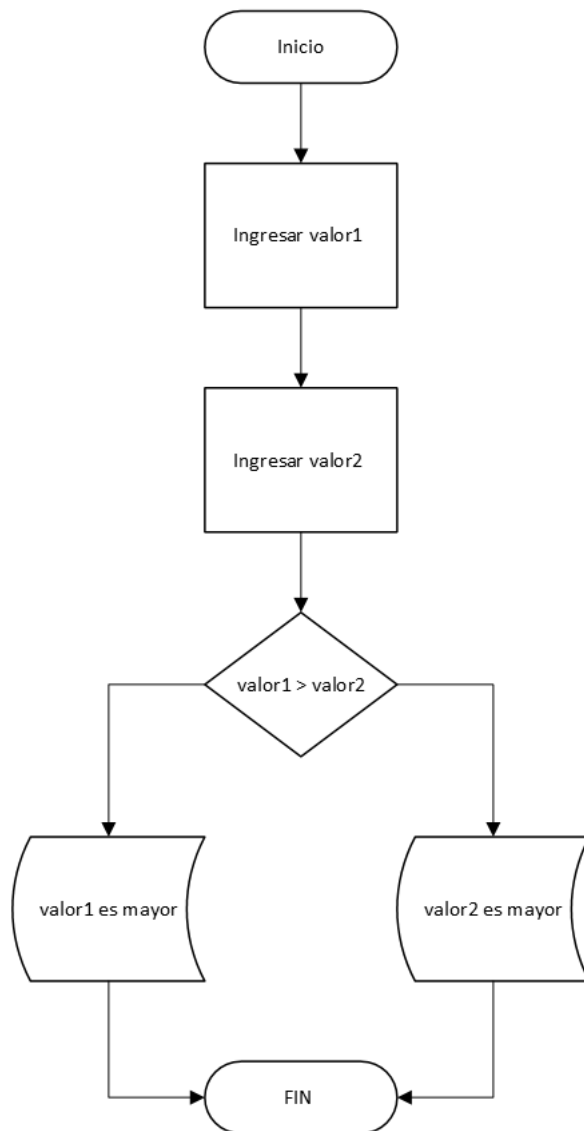 Inicio
Ingresar valor1
Ingresar valor2
valor1 > valor2
valor1 es mayor
valor2 es mayor
FIN